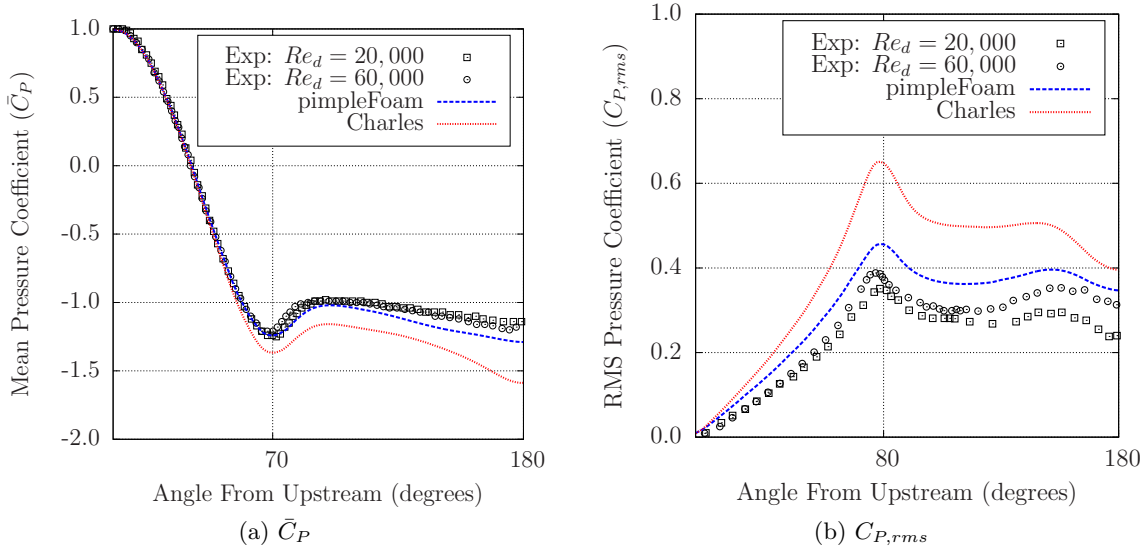 Mean Pressure Coefficient (C̄_P)
1.0
0.5
0.0
-0.5
-1.0
-1.5
-2.0
Exp: Re_d = 20,000
Exp: Re_d = 60,000
pimpleFoam
Charles
70
180
Angle From Upstream (degrees)
(a) C̄_P
RMS Pressure Coefficient (C_{P,rms})
1.0
0.8
0.6
0.4
0.2
0.0
Exp: Re_d = 20,000
Exp: Re_d = 60,000
pimpleFoam
Charles
80
180
Angle From Upstream (degrees)
(b) C_{P,rms}